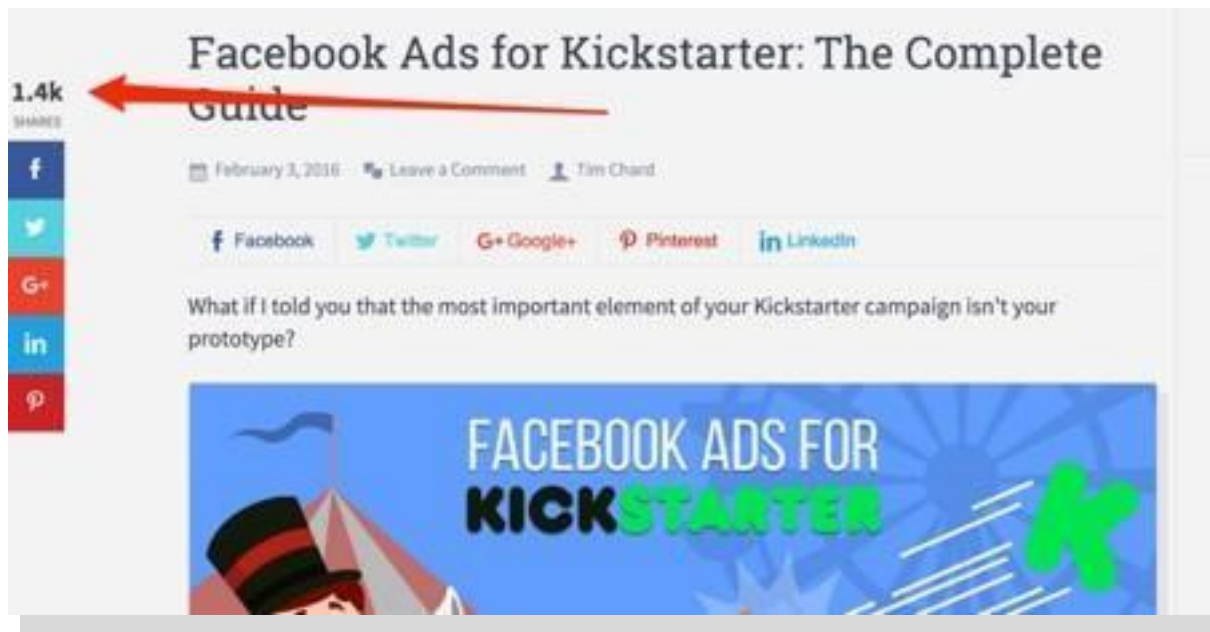 Facebook Ads for Kickstarter: The Complete
Guide
1.4k
SHARES
February 3, 2016 Leave a Comment Tim Chard
Facebook Twitter G+ Google+ Pinterest in LinkedIn
G+
in
What if I told you that the most important element of your Kickstarter campaign isn't your
prototype?
FACEBOOK ADS FOR
KICKSTARTER
K